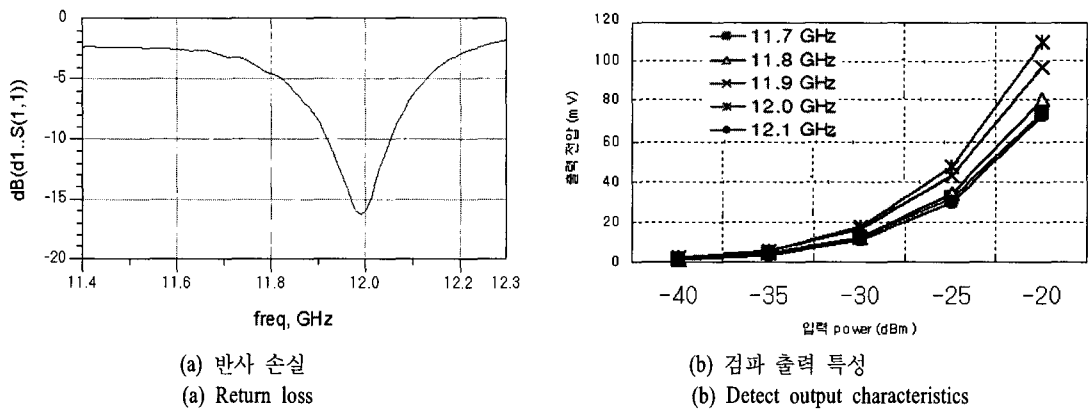 0
-5
-10
-15
-20
dB(d1..S(1,1))
11.4
11.6
11.8
12.0
12.2
12.3
freq, GHz
(a) 반사 손실
(a) Return loss
120
100
80
60
40
20
0
출력 전압 (m V)
11.7 GHz
11.8 GHz
11.9 GHz
12.0 GHz
12.1 GHz
-40
-35
-30
-25
-20
입력 power (dBm)
(b) 검파 출력 특성
(b) Detect output characteristics